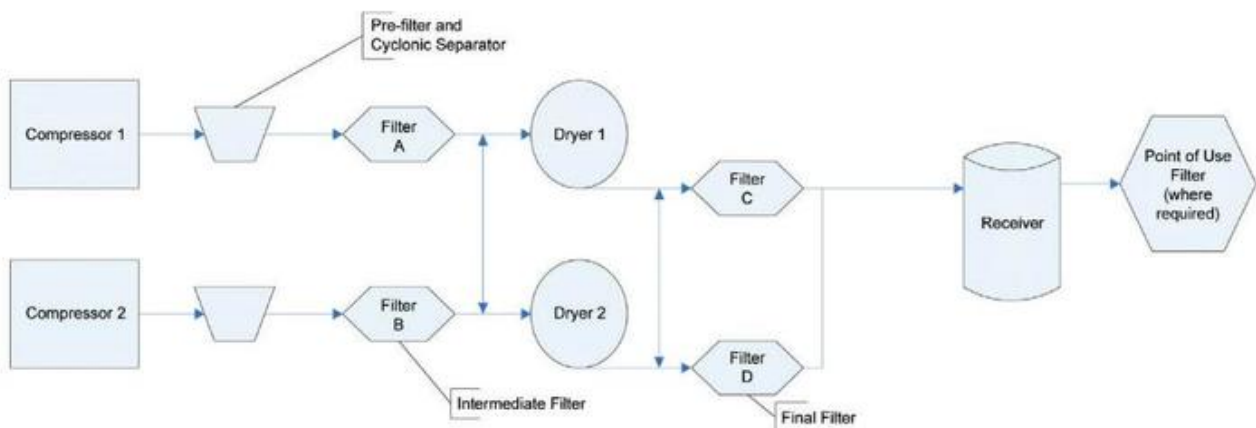 Pre-filter and
Cyclonic Separator
Compressor 1
Filter
A
Dryer 1
Filter
C
Point of Use
Filter
(where
required)
Receiver
Compressor 2
Filter
B
Dryer 2
Filter
D
Intermediate Filter
Final Filter